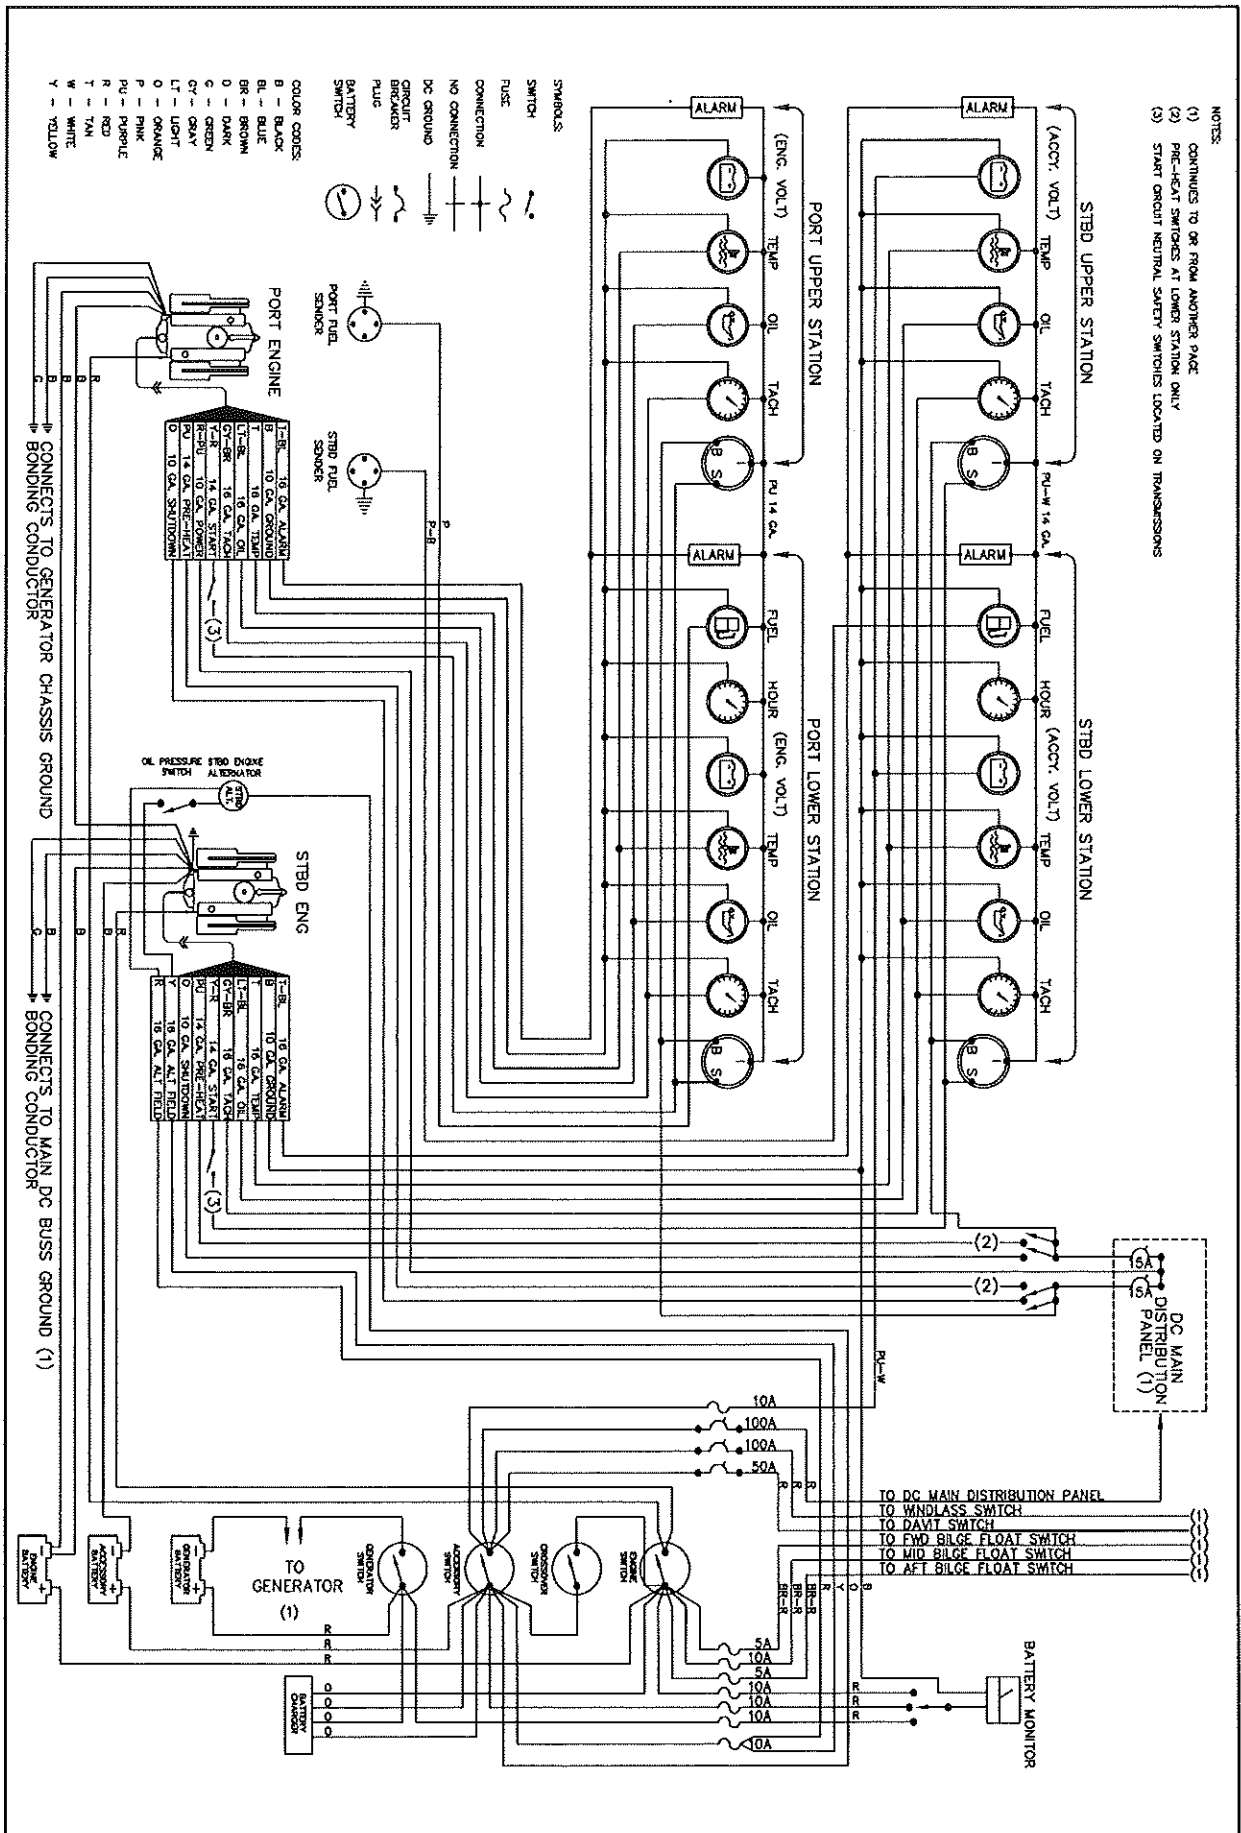 NOTES:
(1) CONTINUES TO OR FROM ANOTHER PAGE
(2) PRE-HEAT SWITCHES AT LOWER STATION ONLY
(3) START CIRCUIT NEUTRAL SAFETY SWITCHES LOCATED ON TRANSMISSIONS
STBD UPPER STATION
ALARM
(ACCY. VOLT)
TEMP
OIL
TACH
B S I
PU-W 14 GA.
STBD LOWER STATION
ALARM
FUEL
HOUR
(ACCY. VOLT)
TEMP
OIL
TACH
B S I
PORT UPPER STATION
ALARM
(ENG. VOLT)
TEMP
OIL
TACH
B S I
PU 14 GA.
PORT LOWER STATION
ALARM
FUEL
HOUR
(ENG. VOLT)
TEMP
OIL
TACH
B S I
SYMBOLS:
SWITCH
FUSE
CONNECTION
NO CONNECTION
DC GROUND
CIRCUIT BREAKER
PLUG
BATTERY SWITCH
COLOR CODES:
B - BLACK
BL - BLUE
BR - BROWN
D - DARK
G - GREEN
GY - GRAY
LT - LIGHT
O - ORANGE
P - PINK
PU - PURPLE
R - RED
T - TAN
W - WHITE
Y - YELLOW
PORT FUEL
SENDER
STBD FUEL
SENDER
P
P-B
PORT ENGINE
T-BL 16 GA. ALARM
B 10 GA. GROUND
T 16 GA. TEMP
LT-BL 16 GA. OIL
GY-BR 16 GA. TACH
Y-R 14 GA. START
R-PU 10 GA. POWER
PU 14 GA. PRE-HEAT
O 10 GA. SHUTDOWN
(3)
R
B
B
B
G
CONNECTS TO GENERATOR CHASSIS GROUND
BONDING CONDUCTOR
OIL PRESSURE
SWITCH
STBD ENGINE
ALTERNATOR
STBD
ALT.
STBD ENG
T-BL 16 GA. ALARM
B 10 GA. GROUND
T 16 GA. TEMP
LT-BL 16 GA. OIL
GY-BR 16 GA. TACH
Y-R 14 GA. START
PU 14 GA. PRE-HEAT
O 10 GA. SHUTDOWN
Y 16 GA. ALT FIELD
R 16 GA. ALT FIELD
(3)
R
B
B
G
CONNECTS TO MAIN DC BUSS GROUND (1)
BONDING CONDUCTOR
(2)
(2)
15A
15A
DC MAIN
DISTRIBUTION
PANEL (1)
PU-W
10A
100A
100A
50A
R
R
R
TO DC MAIN DISTRIBUTION PANEL
TO WINDLASS SWITCH
TO DAVIT SWITCH
TO FWD BILGE FLOAT SWITCH
TO MID BILGE FLOAT SWITCH
TO AFT BILGE FLOAT SWITCH
(1)
(1)
(1)
(1)
(1)
BR-R
BR-R
BR-R
R
Y
O
B
ENGINE
SWITCH
CROSSOVER
SWITCH
ACCESSORY
SWITCH
GENERATOR
SWITCH
TO
GENERATOR
(1)
- +
GENERATOR
BATTERY
- +
ACCESSORY
BATTERY
- +
ENGINE
BATTERY
R
R
R
O
O
O
O
BATTERY
CHARGER
5A
10A
5A
10A
10A
10A
10A
R
R
R
BATTERY MONITOR